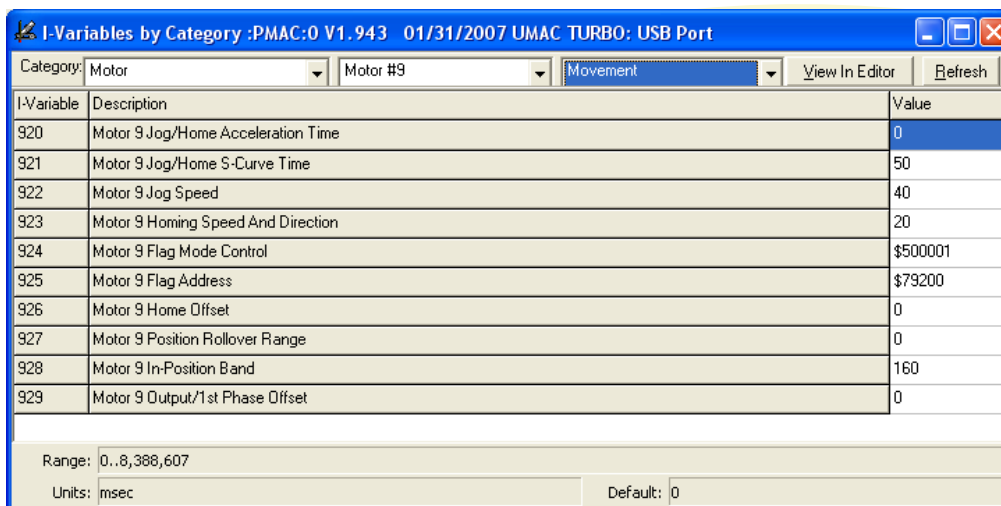 I-Variables by Category :PMAC:0 V1.943 01/31/2007 UMAC TURBO: USB Port
Category: Motor Motor #9 Movement View In Editor Refresh
I-Variable Description Value
920 Motor 9 Jog/Home Acceleration Time 0
921 Motor 9 Jog/Home S-Curve Time 50
922 Motor 9 Jog Speed 40
923 Motor 9 Homing Speed And Direction 20
924 Motor 9 Flag Mode Control $500001
925 Motor 9 Flag Address $79200
926 Motor 9 Home Offset 0
927 Motor 9 Position Rollover Range 0
928 Motor 9 In-Position Band 160
929 Motor 9 Output/1st Phase Offset 0
Range: 0..8,388,607
Units: msec Default: 0